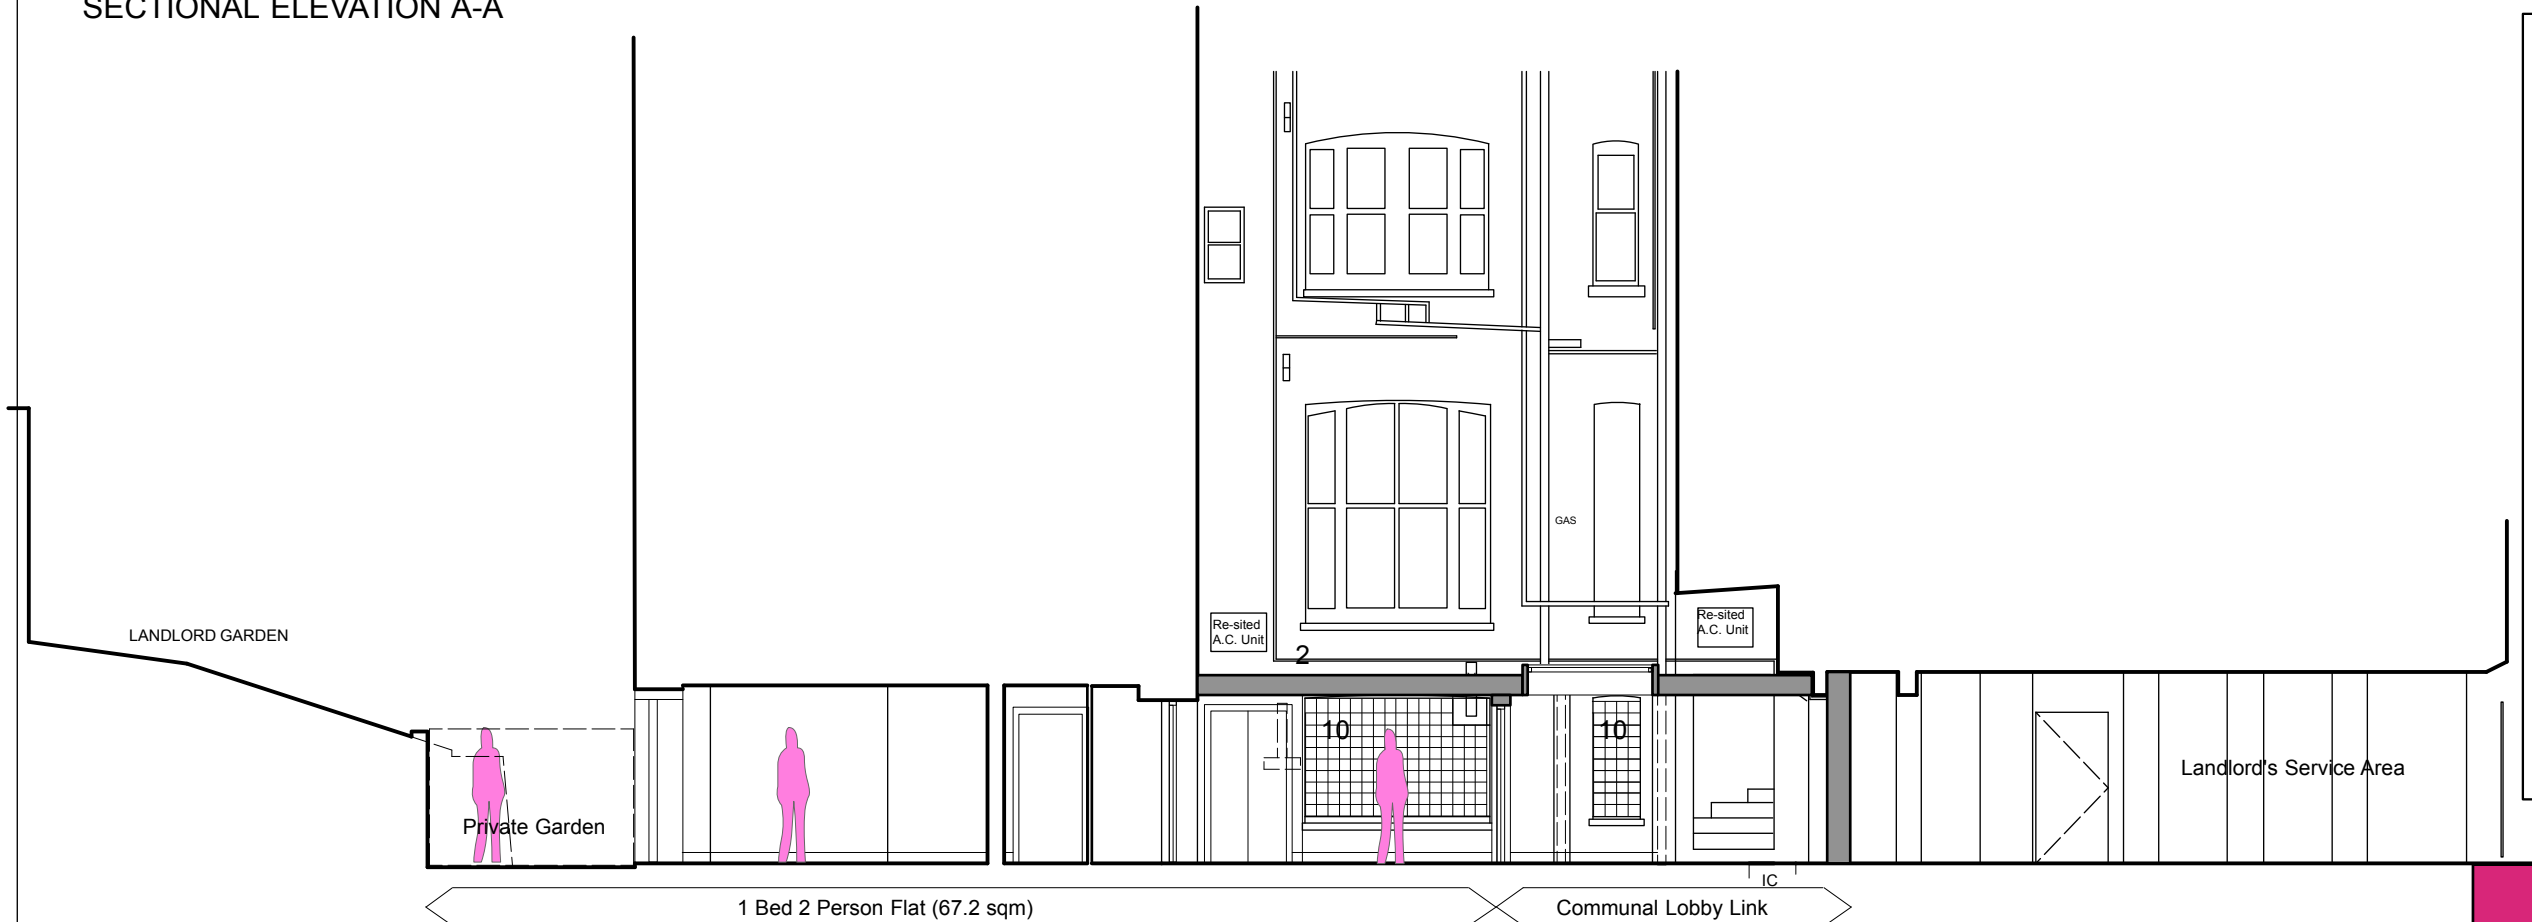 SECTIONAL ELEVATION A-A
GAS
Re-sited
A.C. Unit
Re-sited
A.C. Unit
LANDLORD GARDEN
2
10
10
Landlord's Service Area
Private Garden
IC
1 Bed 2 Person Flat (67.2 sqm)
Communal Lobby Link